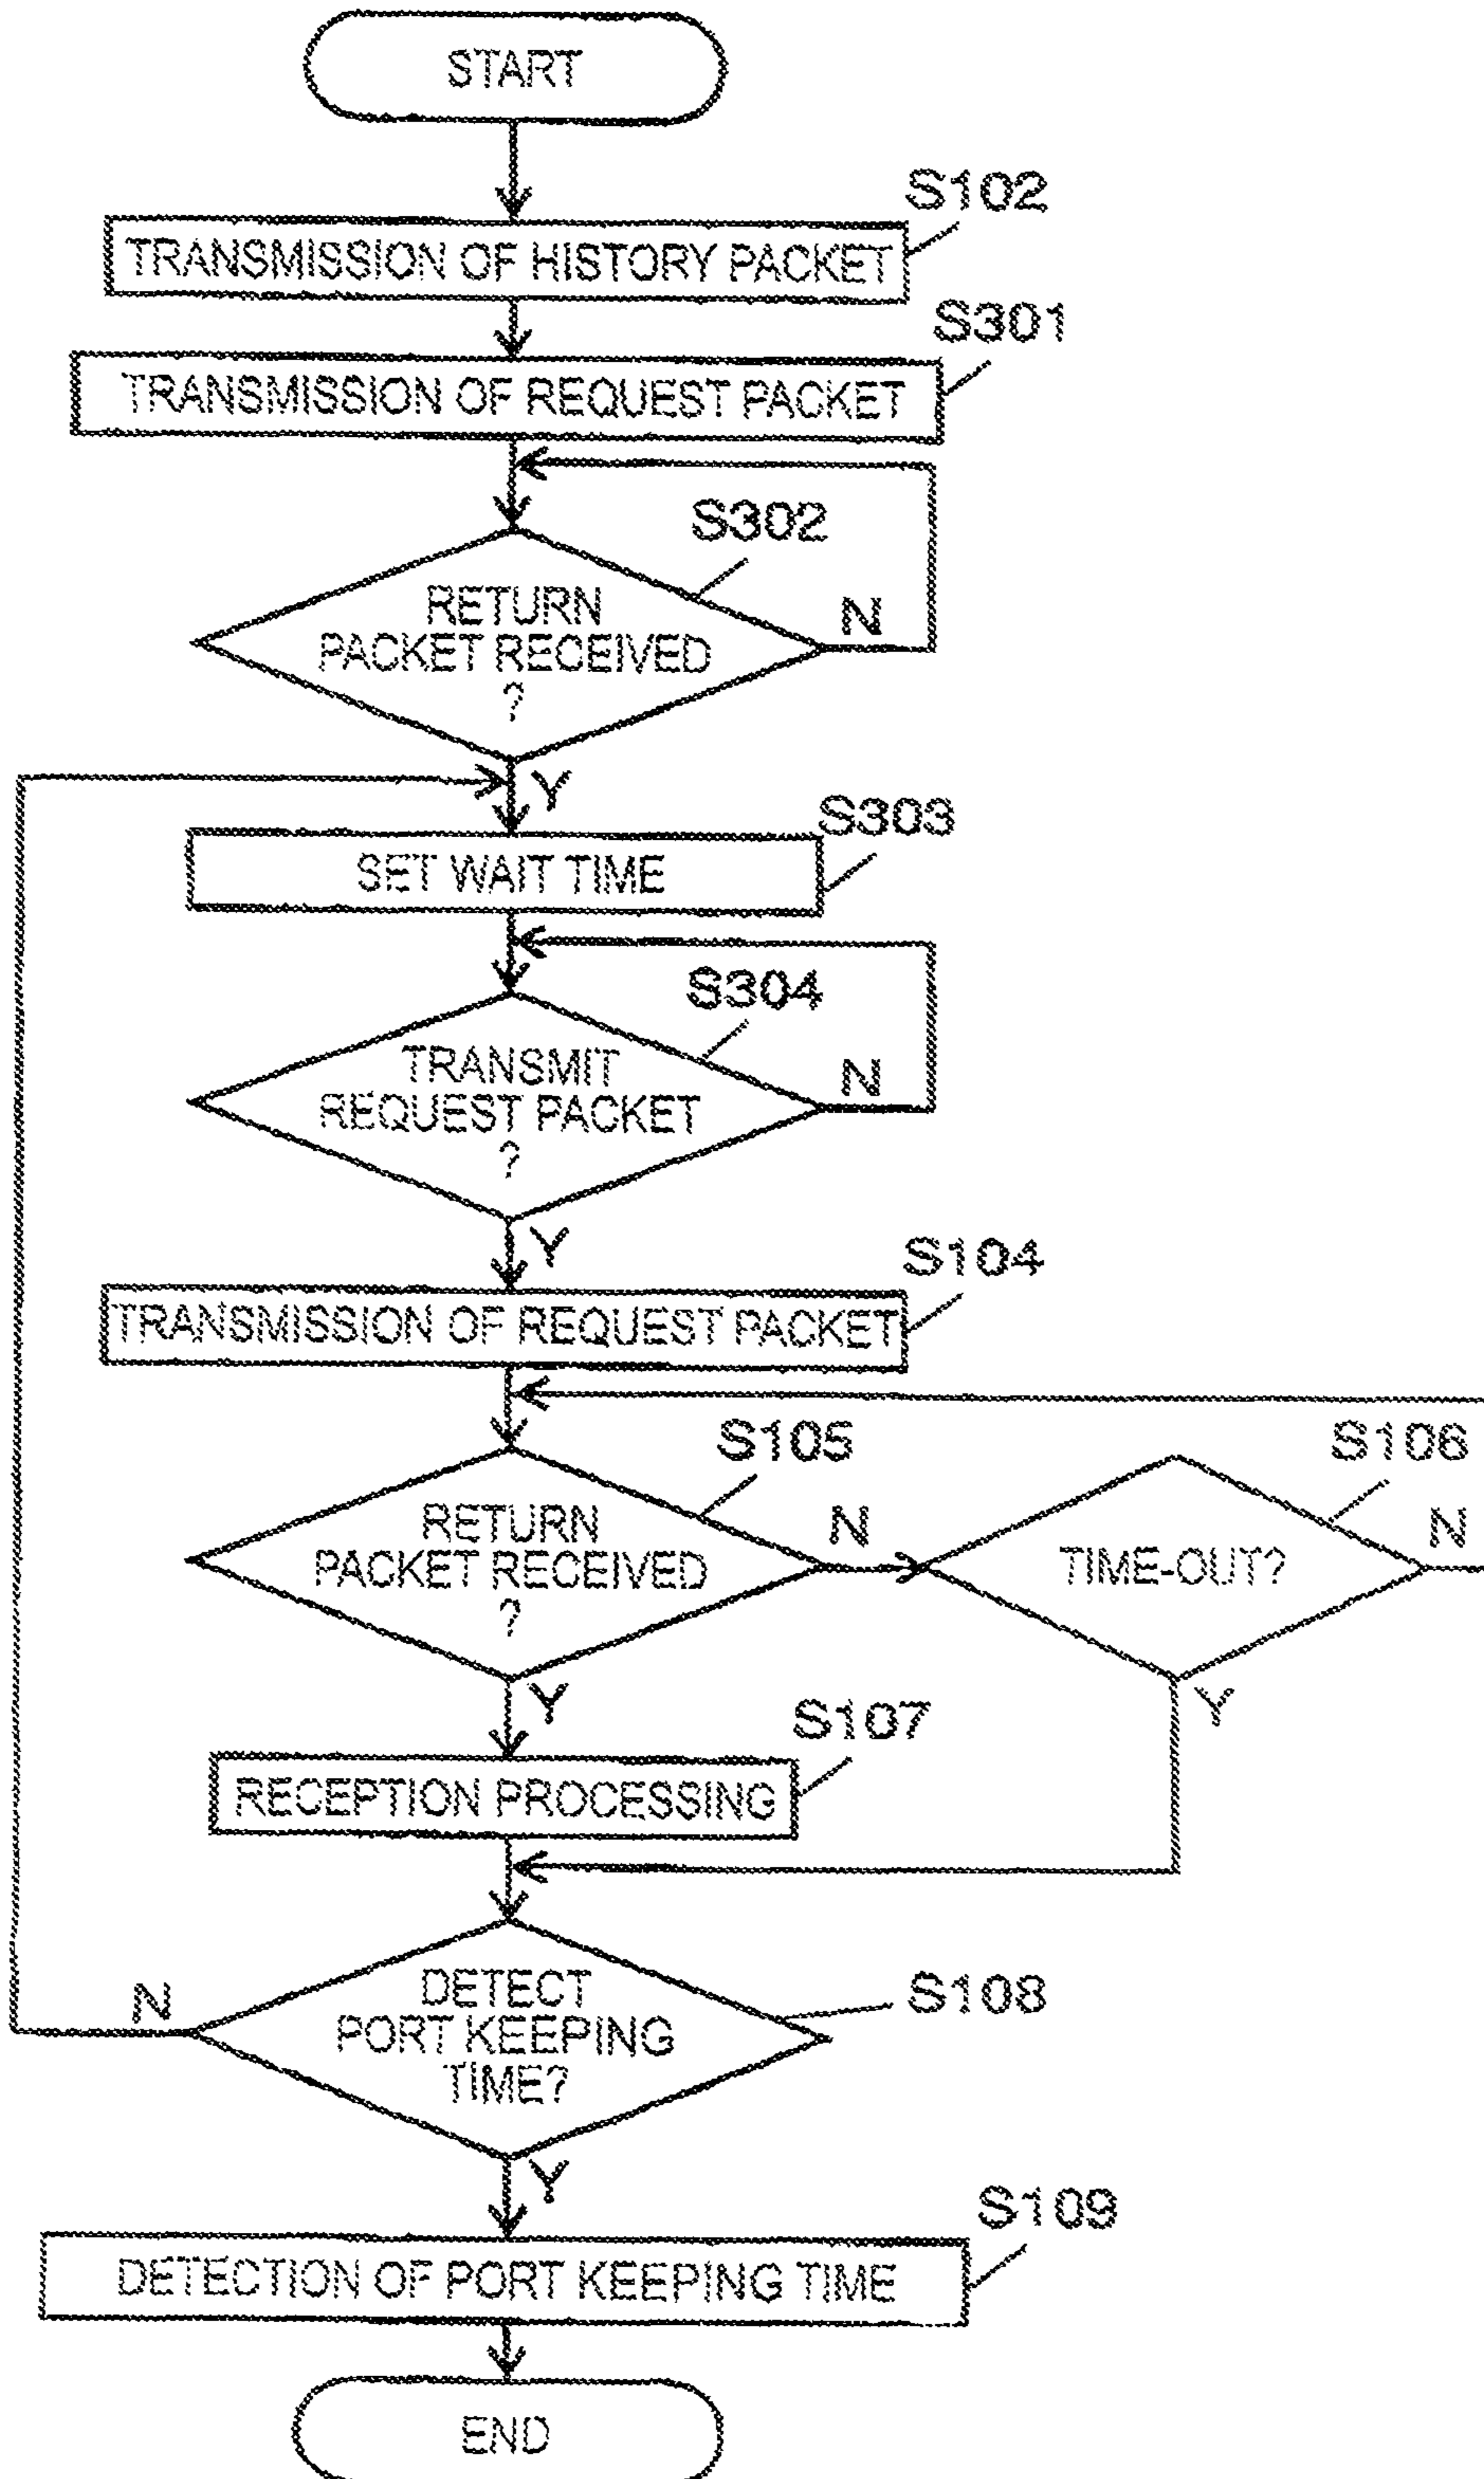 START
S102
TRANSMISSION OF HISTORY PACKET
S301
TRANSMISSION OF REQUEST PACKET
S302
RETURN
PACKET RECEIVED
?
N
Y
S303
SET WAIT TIME
S304
TRANSMIT
REQUEST PACKET
?
N
Y
S104
TRANSMISSION OF REQUEST PACKET
S105
RETURN
PACKET RECEIVED
?
N
S106
TIME-OUT?
N
Y
Y
S107
RECEPTION PROCESSING
DETECT
PORT KEEPING
TIME?
S108
N
Y
S109
DETECTION OF PORT KEEPING TIME
END